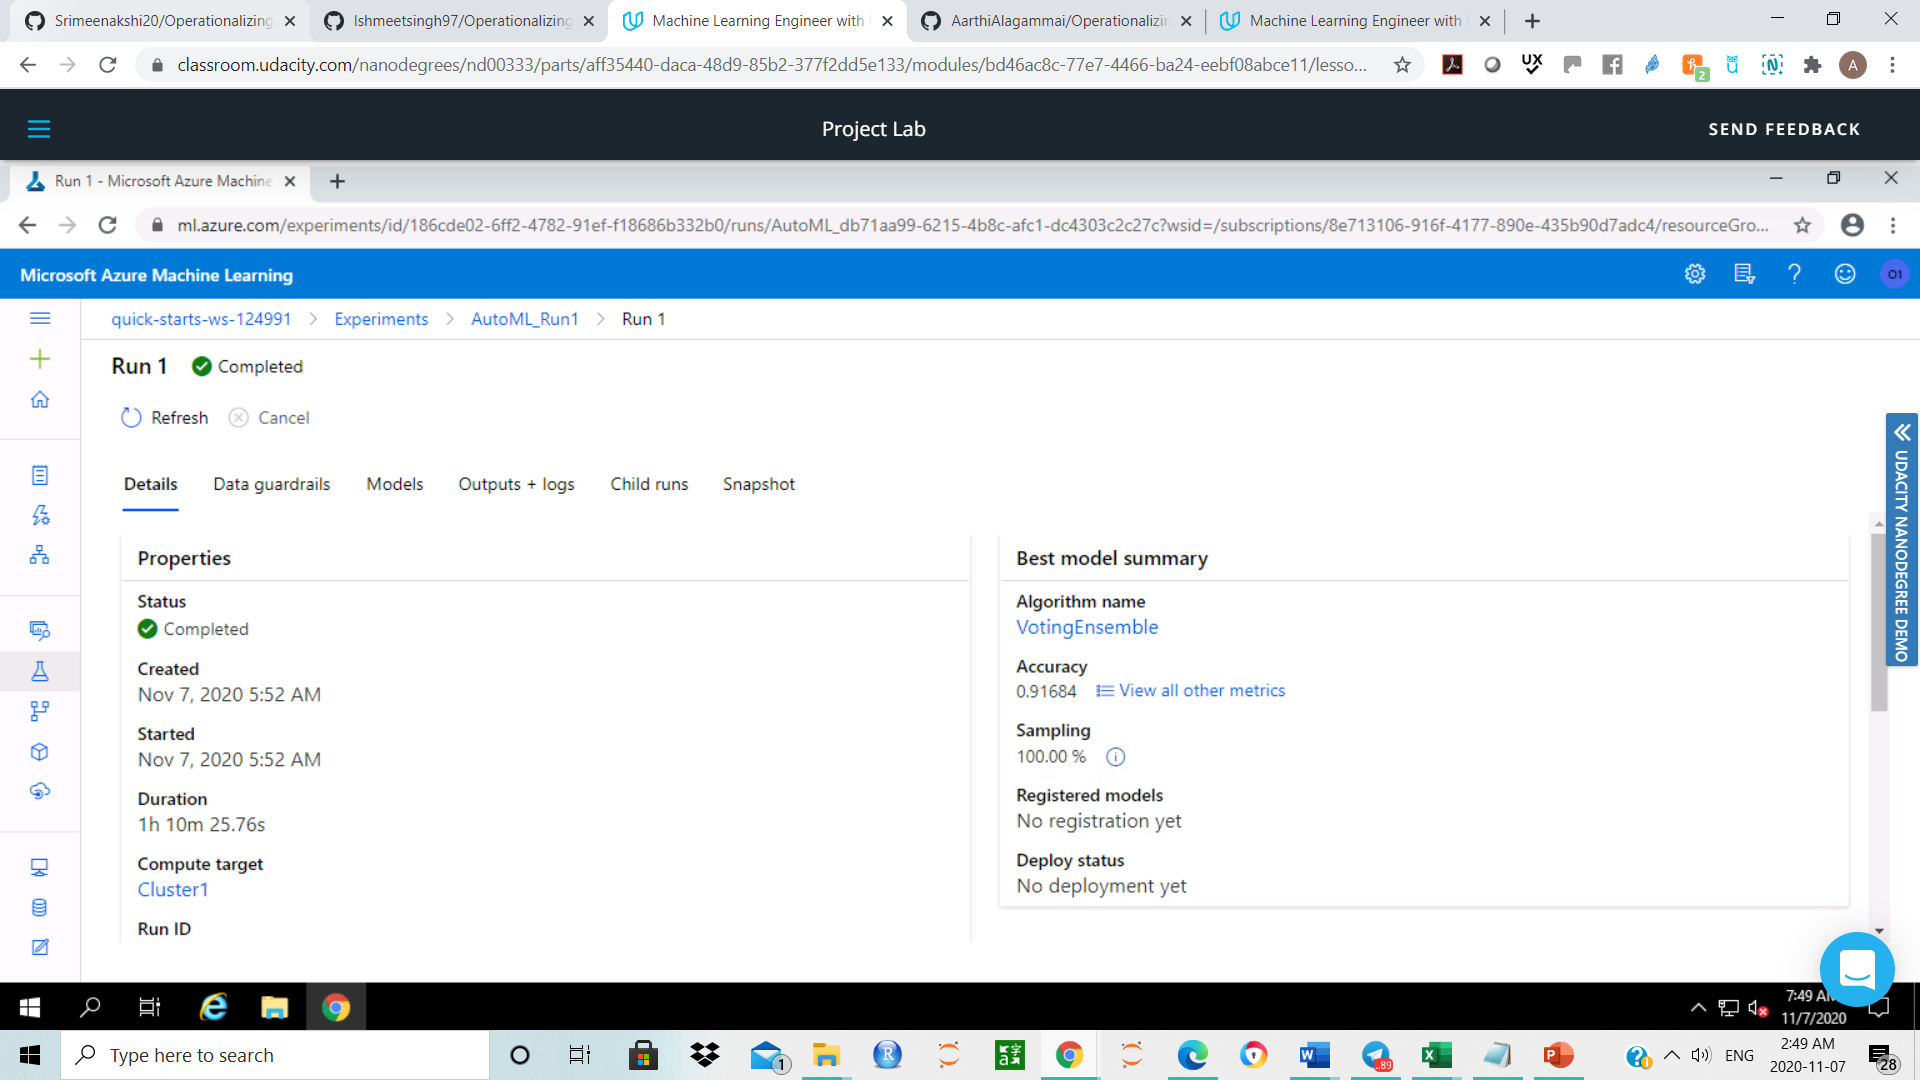 Srimeenakshi20/Operationalizing
Ishmeetsingh97/Operationalizing
Machine Learning Engineer with
AarthiAlagammai/Operationalizin
Machine Learning Engineer with
classroom.udacity.com/nanodegrees/nd00333/parts/aff35440-daca-48d9-85b2-377f2dd5e133/modules/bd46ac8c-77e7-4466-ba24-eebf08abce11/lesso...
UX
2
A
Project Lab
SEND FEEDBACK
Run 1 - Microsoft Azure Machine
ml.azure.com/experiments/id/186cde02-6ff2-4782-91ef-f18686b332b0/runs/AutoML_db71aa99-6215-4b8c-afc1-dc4303c2c27c?wsid=/subscriptions/8e713106-916f-4177-890e-435b90d7adc4/resourceGro...
Microsoft Azure Machine Learning
O1
quick-starts-ws-124991 > Experiments > AutoML_Run1 > Run 1
Run 1 Completed
Refresh Cancel
Details Data guardrails Models Outputs + logs Child runs Snapshot
Properties
Status
Completed
Created
Nov 7, 2020 5:52 AM
Started
Nov 7, 2020 5:52 AM
Duration
1h 10m 25.76s
Compute target
Cluster1
Run ID
Best model summary
Algorithm name
VotingEnsemble
Accuracy
0.91684 View all other metrics
Sampling
100.00 %
Registered models
No registration yet
Deploy status
No deployment yet
UDACITY NANODEGREE DEMO
7:49 AM
11/7/2020
Type here to search
1
R
a字
W
.89
X
P
ENG
2:49 AM
2020-11-07
28